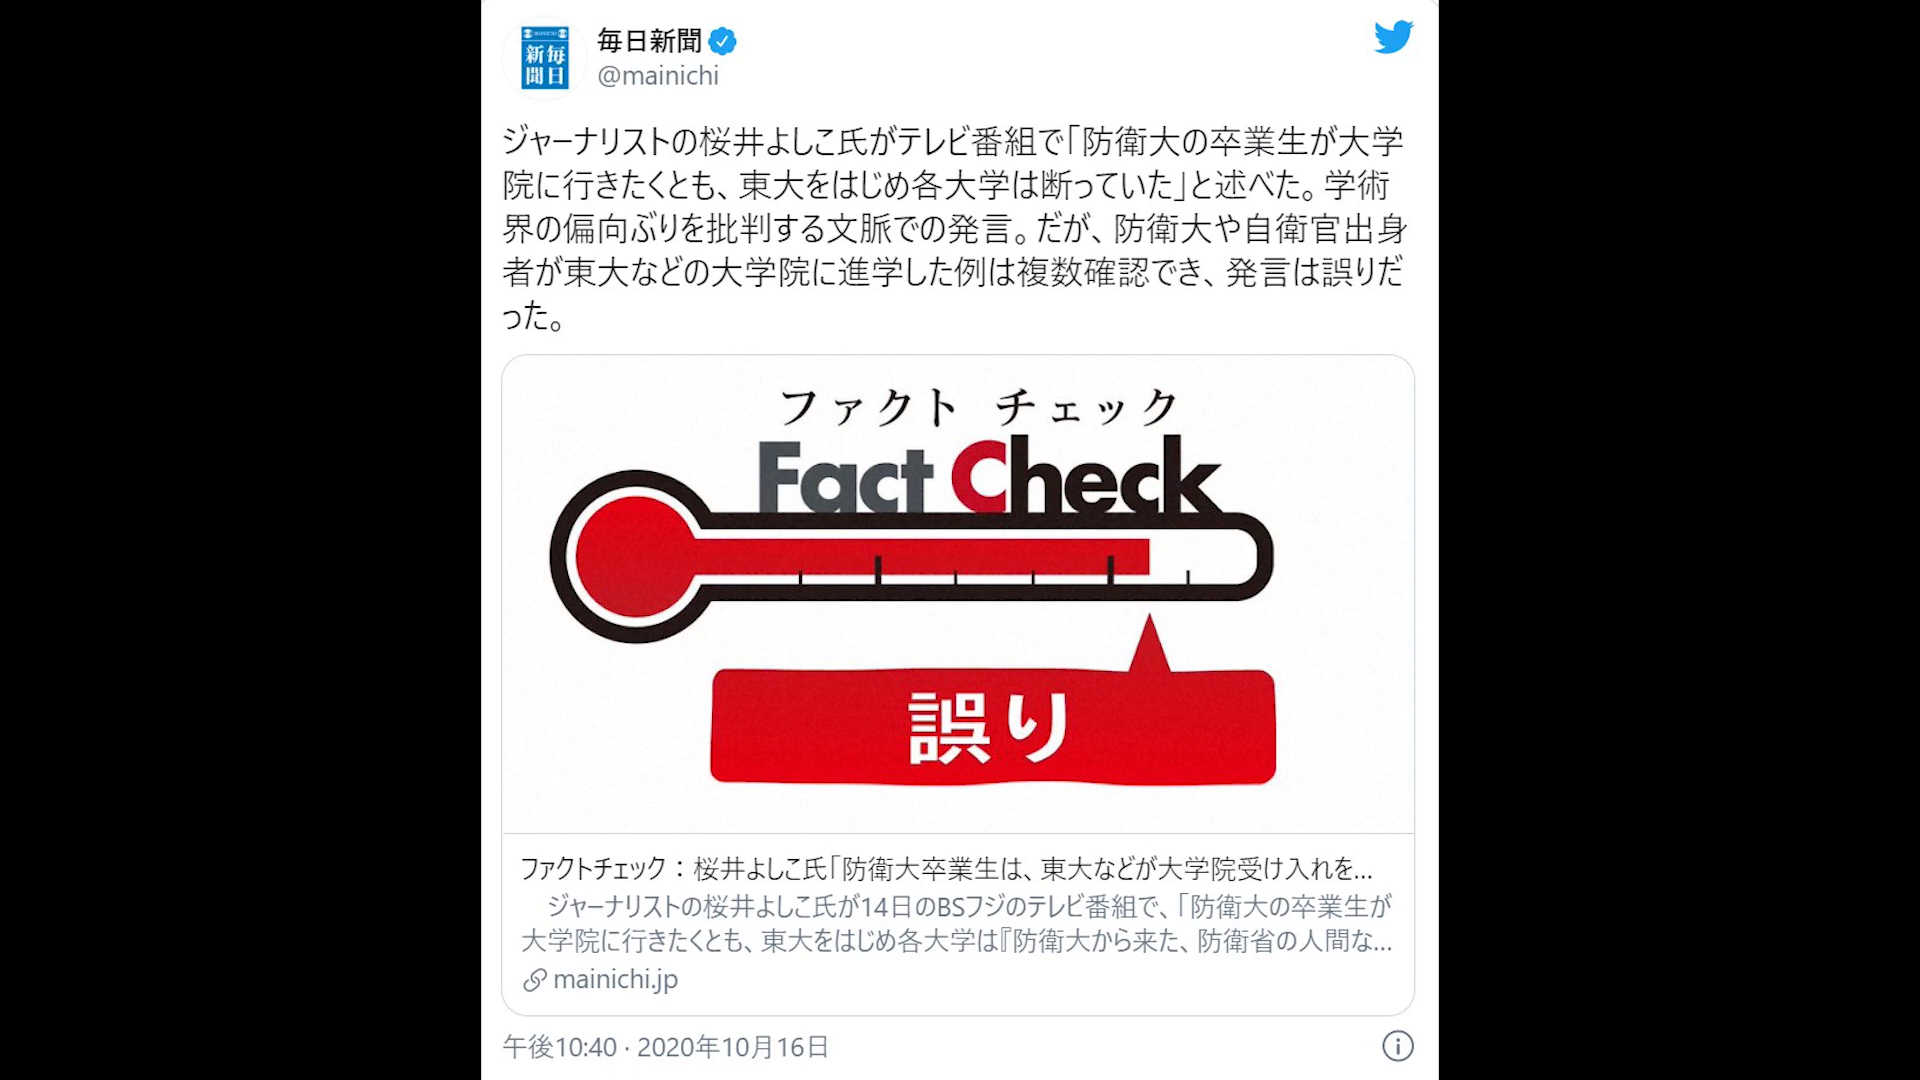 毎日新聞
@mainichi
ジャーナリストの桜井よしこ氏がテレビ番組で「防衛大の卒業生が大学
院に行きたくとも、東大をはじめ各大学は断っていた」と述べた。学術
界の偏向ぶりを批判する文脈での発言。だが、防衛大や自衛官出身
者が東大などの大学院に進学した例は複数確認でき、発言は誤りだ
った。
ファクト チェック
Fact Check
誤り
ファクトチェック：桜井よしこ氏「防衛大卒業生は、東大などが大学院受け入れを...
ジャーナリストの桜井よしこ氏が14日のBSフジのテレビ番組で、「防衛大の卒業生が
大学院に行きたくとも、東大をはじめ各大学は『防衛大から来た、防衛省の人間な...
mainichi.jp
午後10:40 · 2020年10月16日